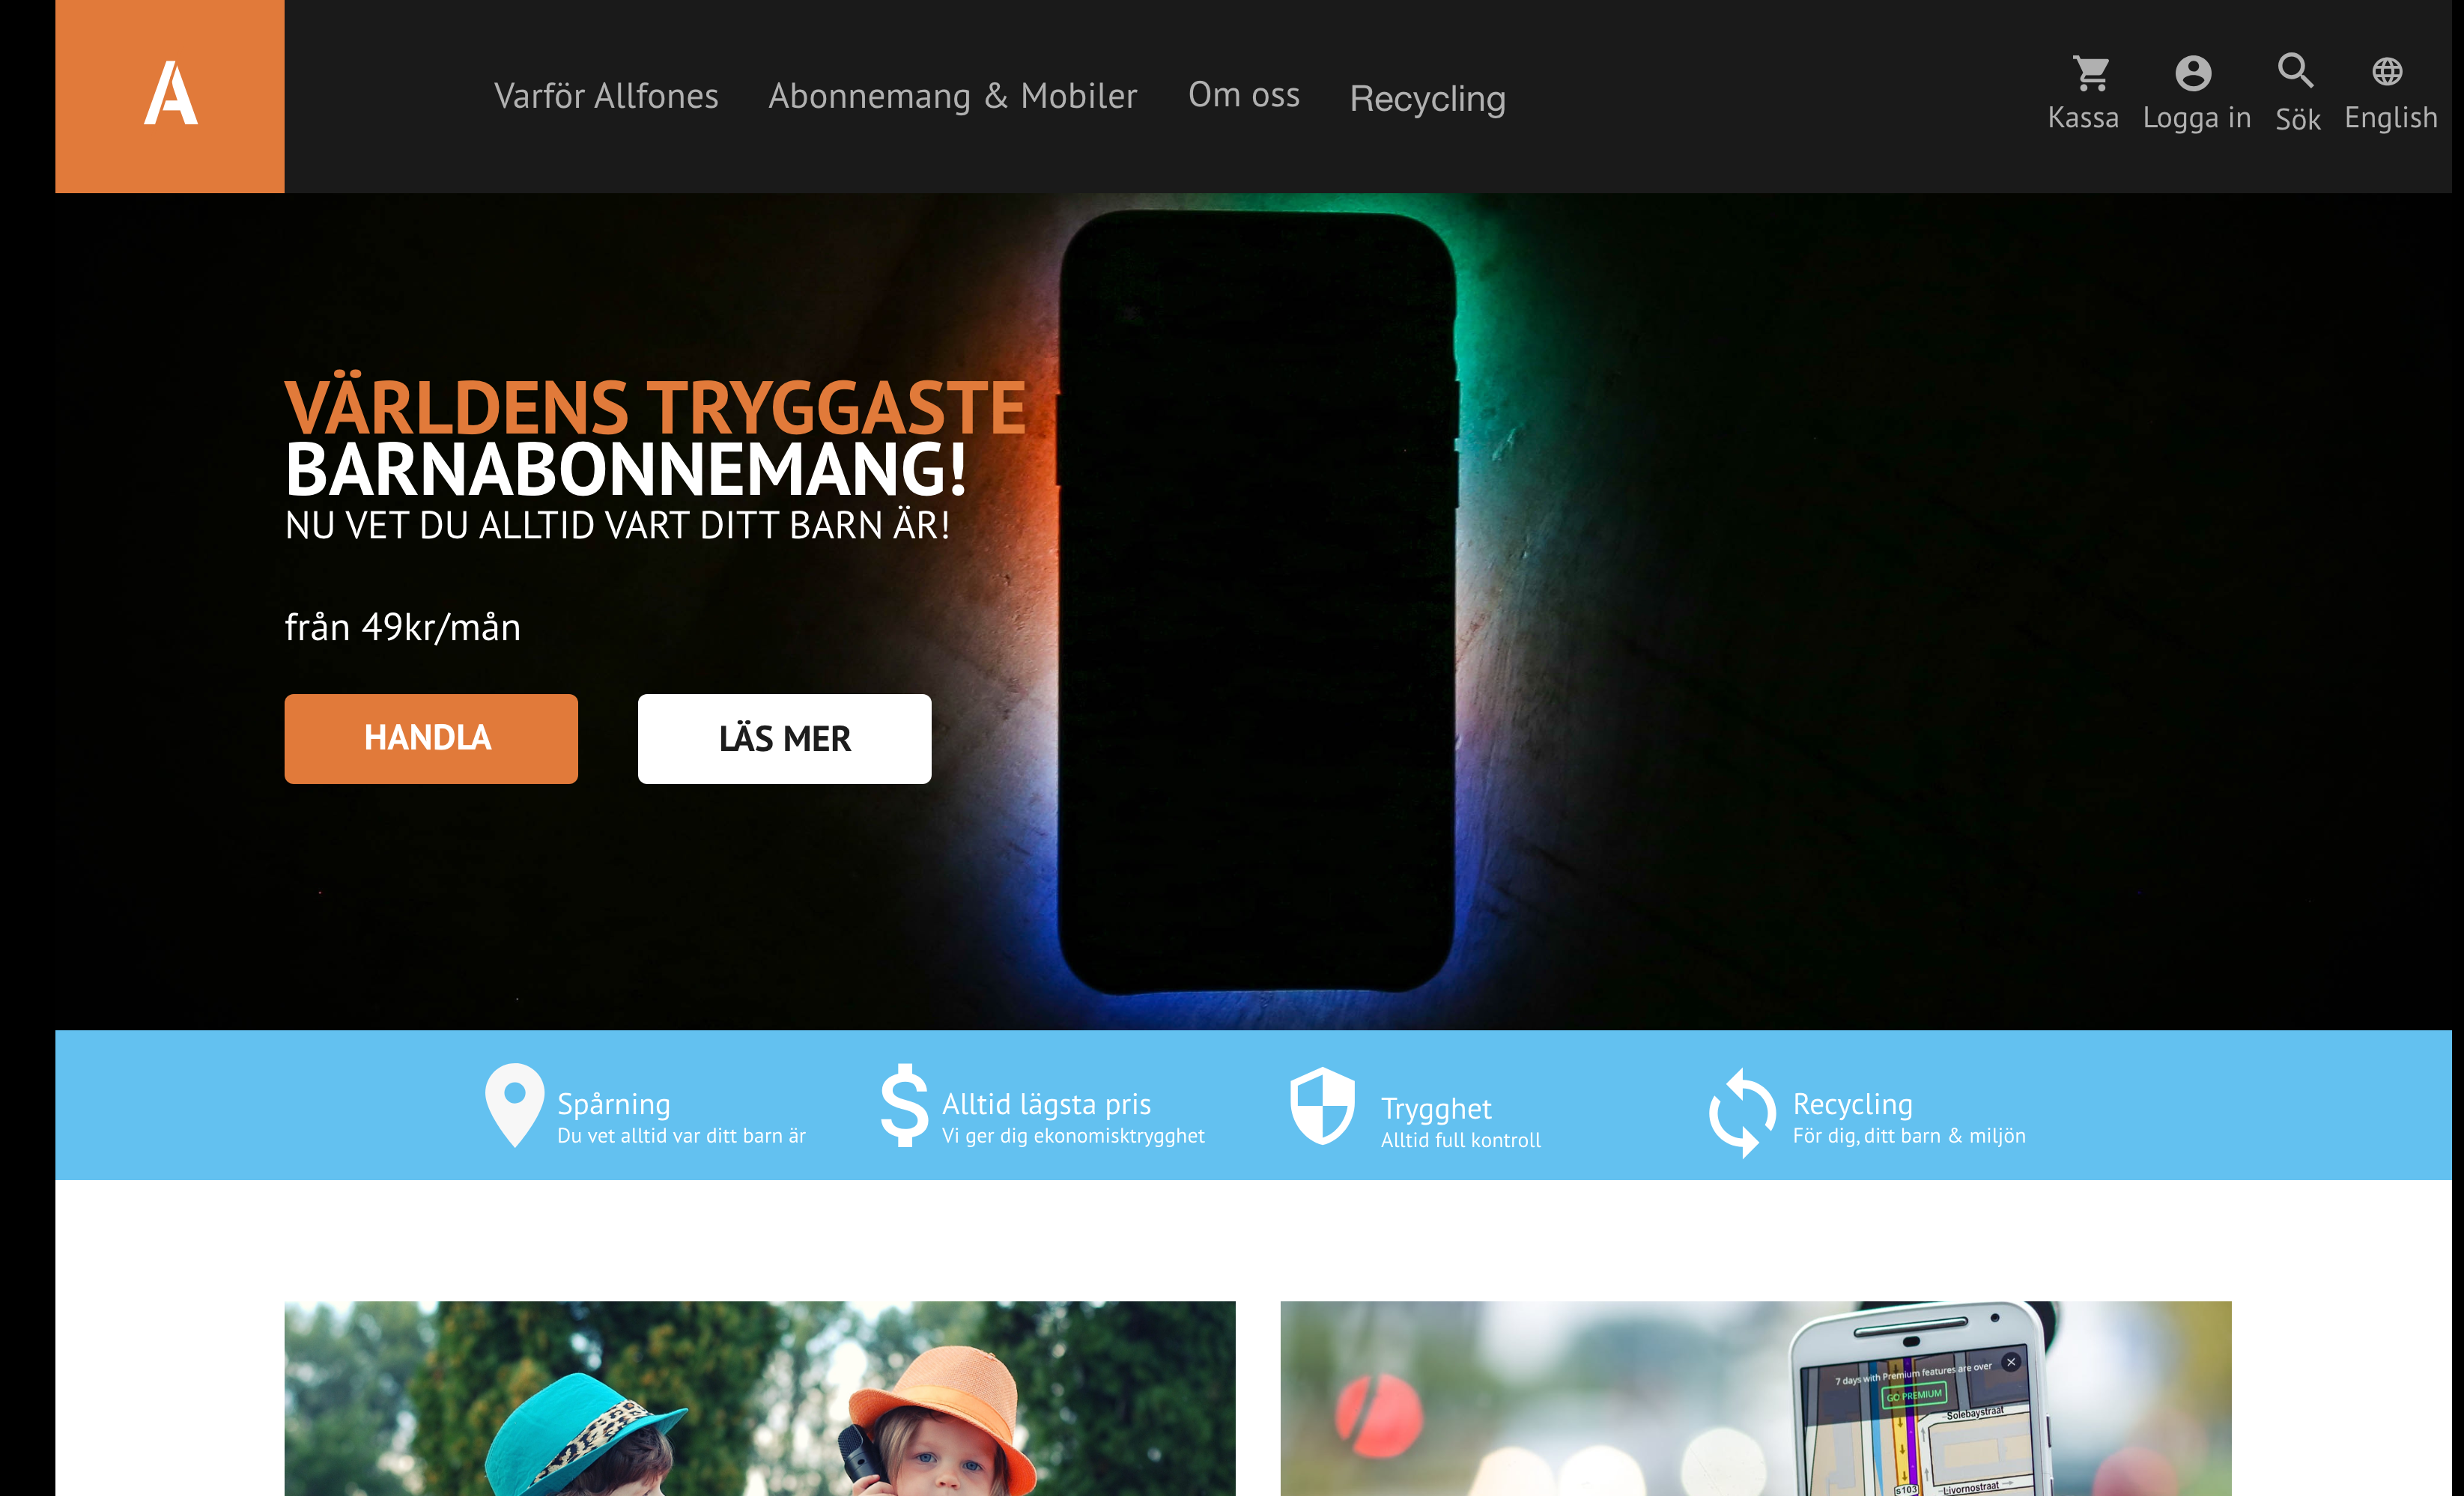 A
Varför Allfones
Abonnemang & Mobiler
Om oss
Recycling
Kassa
Logga in
Sök
English
VÄRLDENS TRYGGASTE
BARNABONNEMANG!
NU VET DU ALLTID VART DITT BARN ÄR!
från 49kr/mån
HANDLA
LÄS MER
Spårning
Du vet alltid var ditt barn är
Alltid lägsta pris
Vi ger dig ekonomisktrygghet
Trygghet
Alltid full kontroll
Recycling
För dig, ditt barn & miljön
7 days with Premium features are over
GO PREMIUM
Solebaystraat
s103
Livornostraat